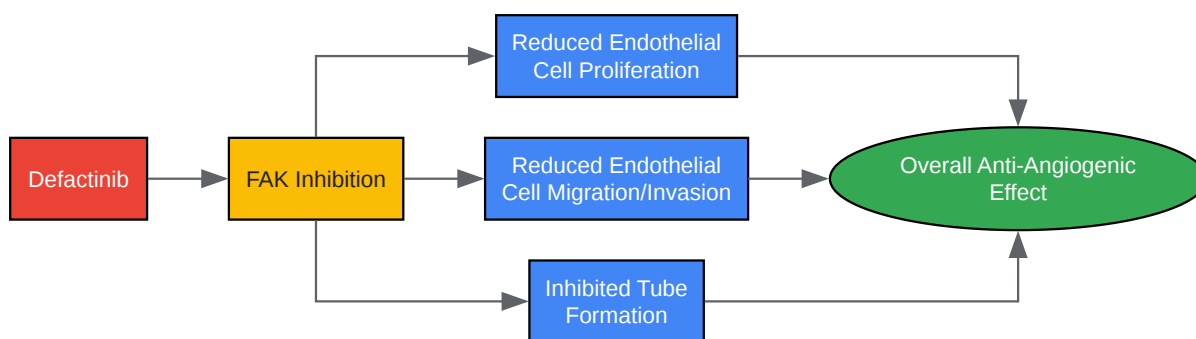 Reduced Endothelial
Cell Proliferation
Defactinib
FAK Inhibition
Reduced Endothelial
Cell Migration/Invasion
Overall Anti-Angiogenic
Effect
Inhibited Tube
Formation